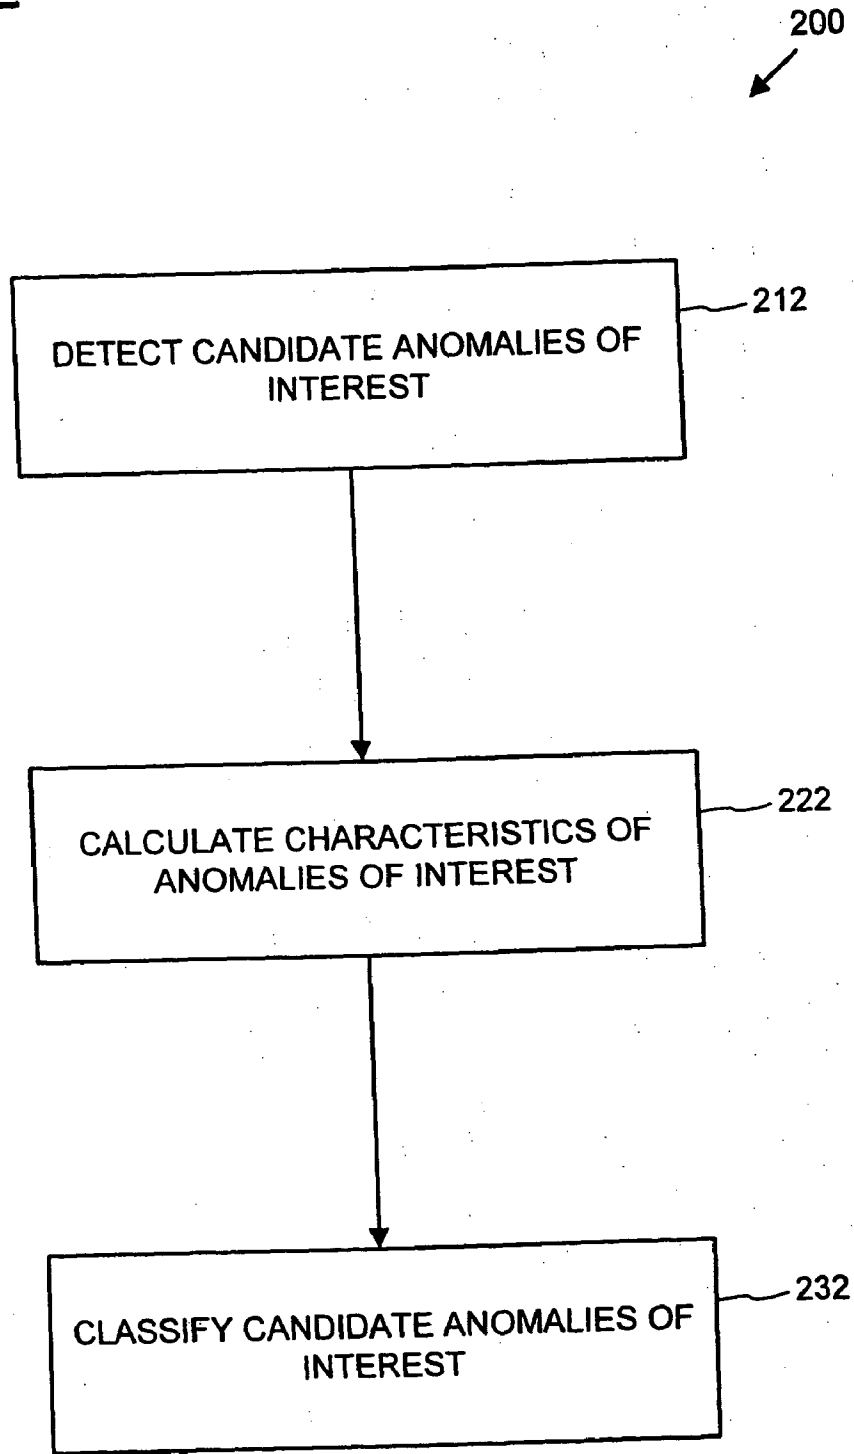 200
DETECT CANDIDATE ANOMALIES OF
INTEREST
212
CALCULATE CHARACTERISTICS OF
ANOMALIES OF INTEREST
222
CLASSIFY CANDIDATE ANOMALIES OF
INTEREST
232